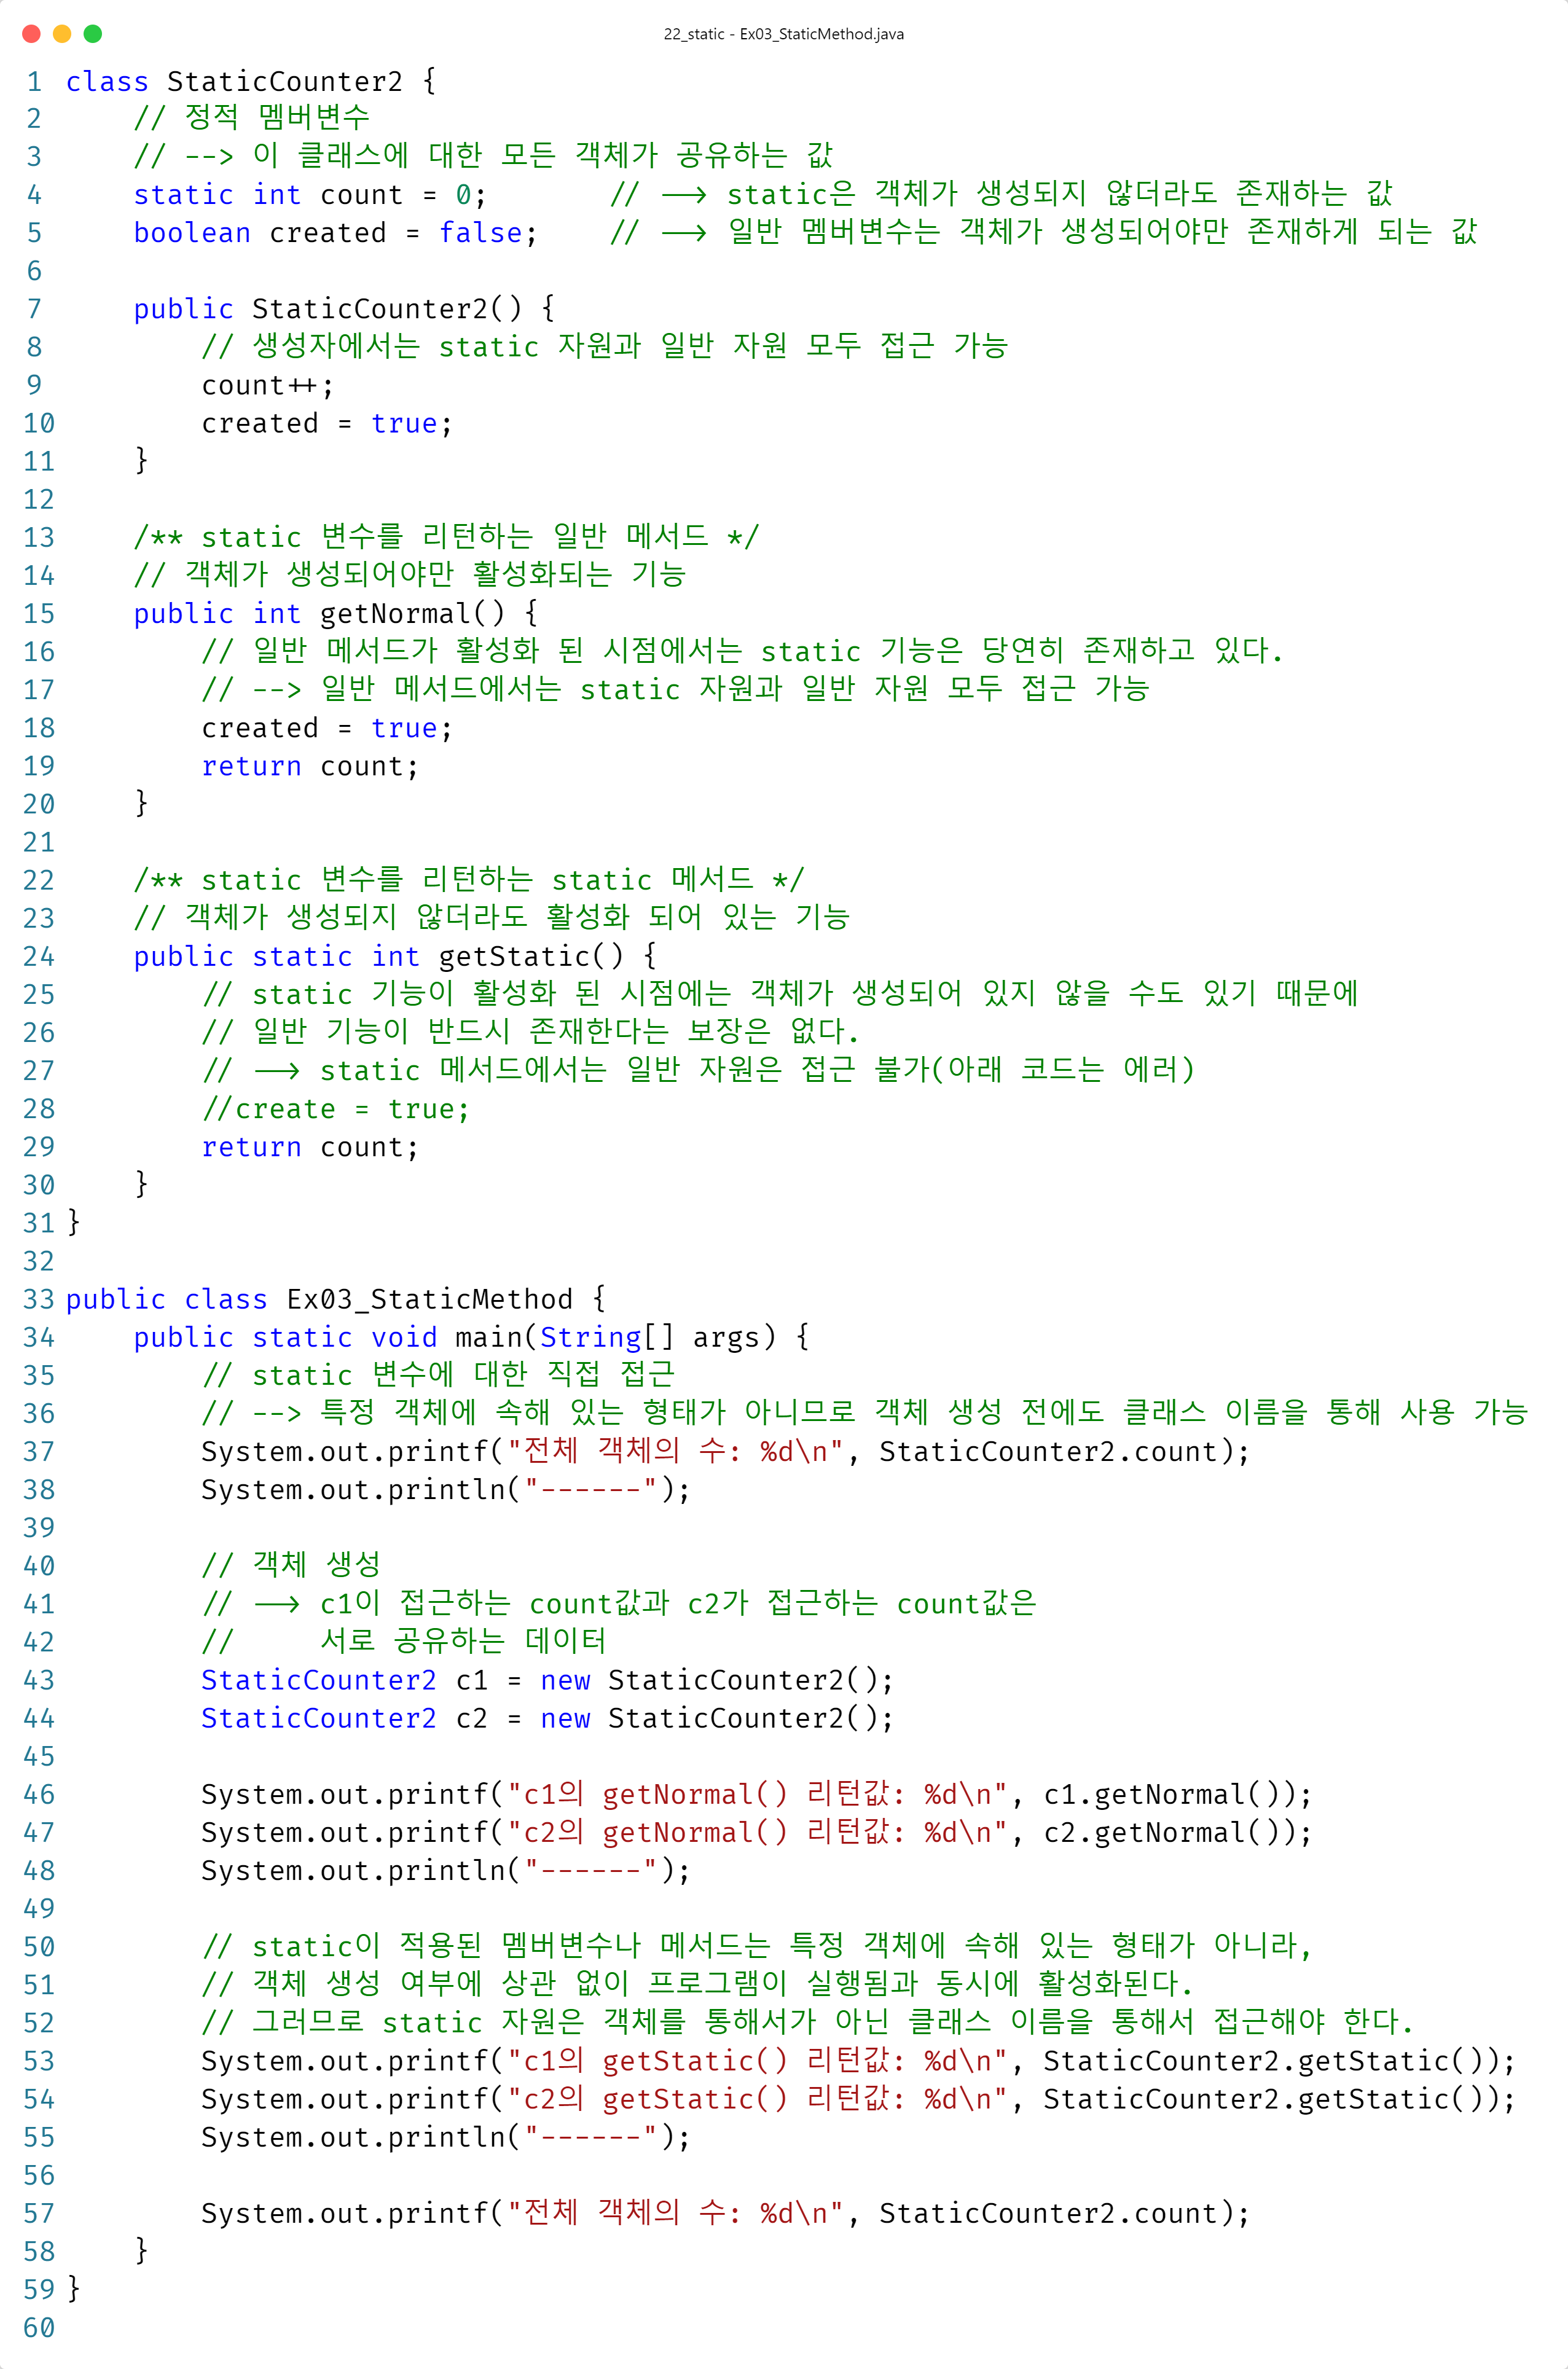 22_static - Ex03_StaticMethod.java
1 class StaticCounter2 {
2     // 정적 멤버변수
3     // --> 이 클래스에 대한 모든 객체가 공유하는 값
4     static int count = 0;       // --> static은 객체가 생성되지 않더라도 존재하는 값
5     boolean created = false;    // --> 일반 멤버변수는 객체가 생성되어야만 존재하게 되는 값
6
7     public StaticCounter2() {
8         // 생성자에서는 static 자원과 일반 자원 모두 접근 가능
9         count++;
10         created = true;
11     }
12
13     /** static 변수를 리턴하는 일반 메서드 */
14     // 객체가 생성되어야만 활성화되는 기능
15     public int getNormal() {
16         // 일반 메서드가 활성화 된 시점에서는 static 기능은 당연히 존재하고 있다.
17         // --> 일반 메서드에서는 static 자원과 일반 자원 모두 접근 가능
18         created = true;
19         return count;
20     }
21
22     /** static 변수를 리턴하는 static 메서드 */
23     // 객체가 생성되지 않더라도 활성화 되어 있는 기능
24     public static int getStatic() {
25         // static 기능이 활성화 된 시점에는 객체가 생성되어 있지 않을 수도 있기 때문에
26         // 일반 기능이 반드시 존재한다는 보장은 없다.
27         // --> static 메서드에서는 일반 자원은 접근 불가(아래 코드는 에러)
28         //create = true;
29         return count;
30     }
31 }
32
33 public class Ex03_StaticMethod {
34     public static void main(String[] args) {
35         // static 변수에 대한 직접 접근
36         // --> 특정 객체에 속해 있는 형태가 아니므로 객체 생성 전에도 클래스 이름을 통해 사용 가능
37         System.out.printf("전체 객체의 수: %d\n", StaticCounter2.count);
38         System.out.println("------");
39
40         // 객체 생성
41         // --> c1이 접근하는 count값과 c2가 접근하는 count값은
42         //     서로 공유하는 데이터
43         StaticCounter2 c1 = new StaticCounter2();
44         StaticCounter2 c2 = new StaticCounter2();
45
46         System.out.printf("c1의 getNormal() 리턴값: %d\n", c1.getNormal());
47         System.out.printf("c2의 getNormal() 리턴값: %d\n", c2.getNormal());
48         System.out.println("------");
49
50         // static이 적용된 멤버변수나 메서드는 특정 객체에 속해 있는 형태가 아니라,
51         // 객체 생성 여부에 상관 없이 프로그램이 실행됨과 동시에 활성화된다.
52         // 그러므로 static 자원은 객체를 통해서가 아닌 클래스 이름을 통해서 접근해야 한다.
53         System.out.printf("c1의 getStatic() 리턴값: %d\n", StaticCounter2.getStatic());
54         System.out.printf("c2의 getStatic() 리턴값: %d\n", StaticCounter2.getStatic());
55         System.out.println("------");
56
57         System.out.printf("전체 객체의 수: %d\n", StaticCounter2.count);
58     }
59 }
60